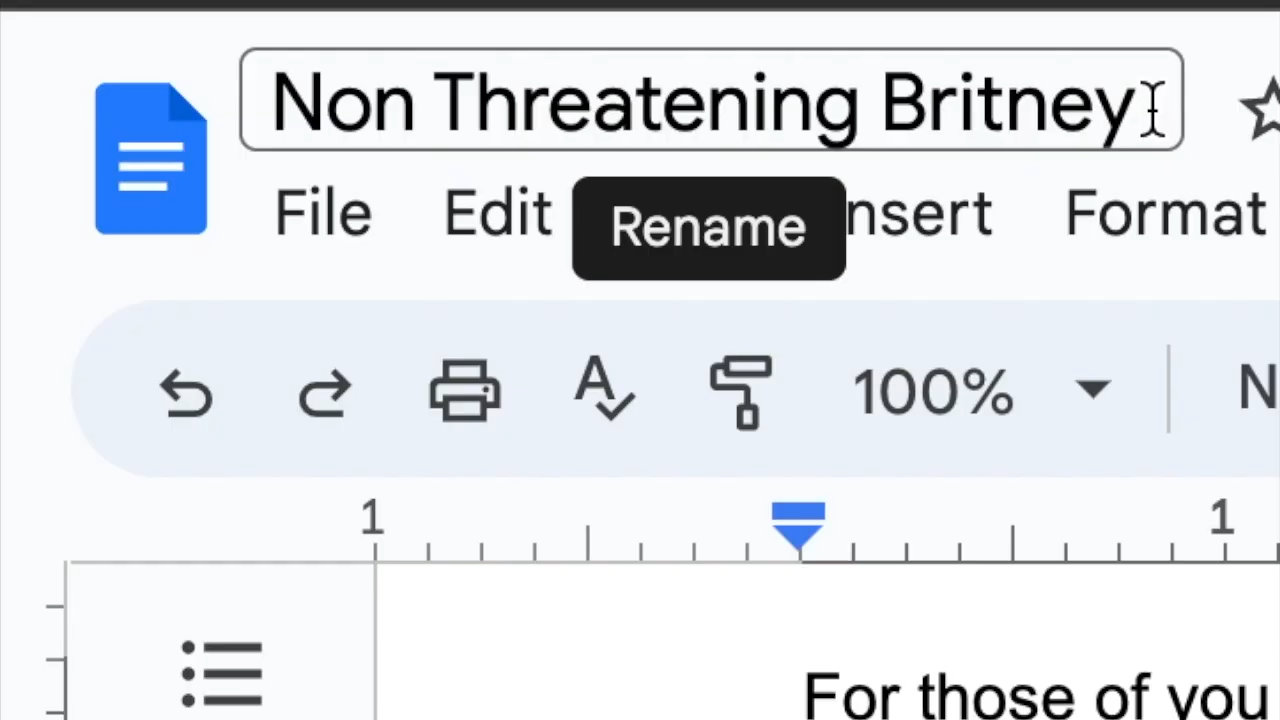 Non Threatening Britney
File Edit nsert Format
Rename
100% N
1 1
For those of you